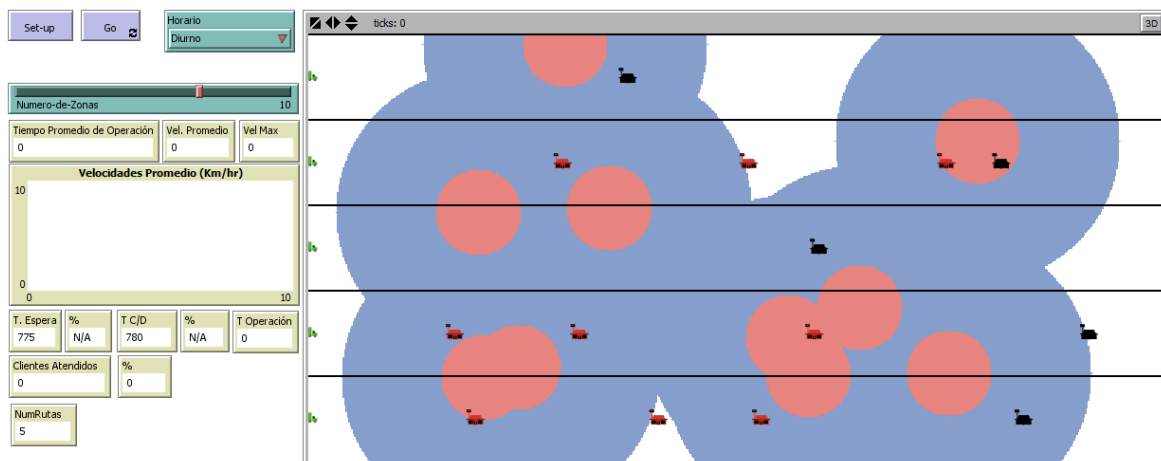 Set-up
Go
Horario
Diurno
ticks: 0
3D
Numero-de-Zonas 10
Tiempo Promedio de Operación
0
Vel. Promedio
0
Vel Max
0
Velocidades Promedio (Km/hr)
10
0
0 10
T. Espera
775
%
N/A
T C/D
780
%
N/A
T Operación
0
Clientes Atendidos
0
%
0
NumRutas
5